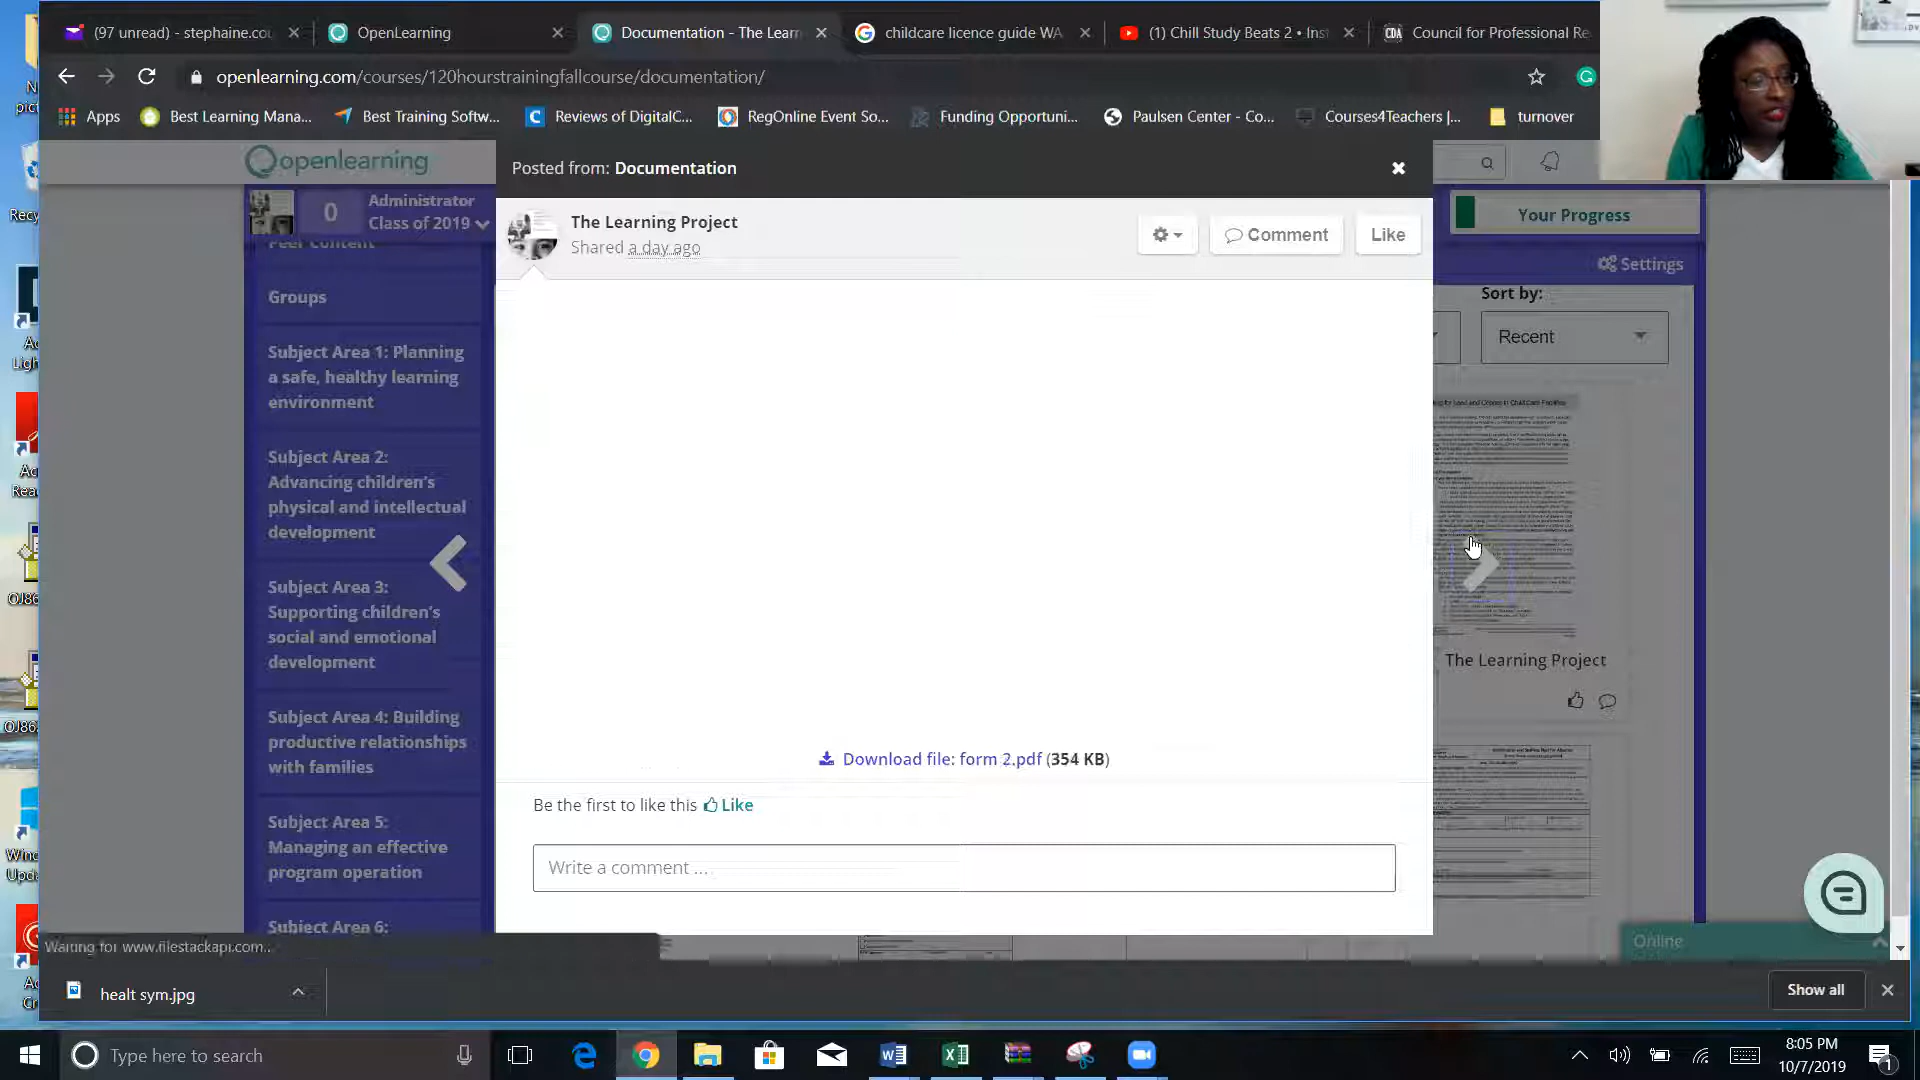 (97 unread) - stephaine.cou
OpenLearning
Documentation - The Learn
childcare licence guide WA
(1) Chill Study Beats 2 • Inst
CDA Council for Professional Re
openlearning.com/courses/120hourstrainingfallcourse/documentation/
Apps
Best Learning Mana...
Best Training Softw...
Reviews of DigitalC...
RegOnline Event So...
Funding Opportuni...
Paulsen Center - Co...
Courses4Teachers |...
turnover
openlearning
Posted from: Documentation
0
Administrator
Class of 2019
The Learning Project
Shared a day ago
Comment
Like
Your Progress
Settings
Peer Content
Groups
Sort by:
Recent
Subject Area 1: Planning
a safe, healthy learning
environment
Subject Area 2:
Advancing children's
physical and intellectual
development
Subject Area 3:
Supporting children's
social and emotional
development
The Learning Project
Subject Area 4: Building
productive relationships
with families
Download file: form 2.pdf (354 KB)
Be the first to like this Like
Subject Area 5:
Managing an effective
program operation
Write a comment ...
Subject Area 6:
Waiting for www.filestackapi.com...
Online
healt sym.jpg
Show all
Type here to search
8:05 PM
10/7/2019
1